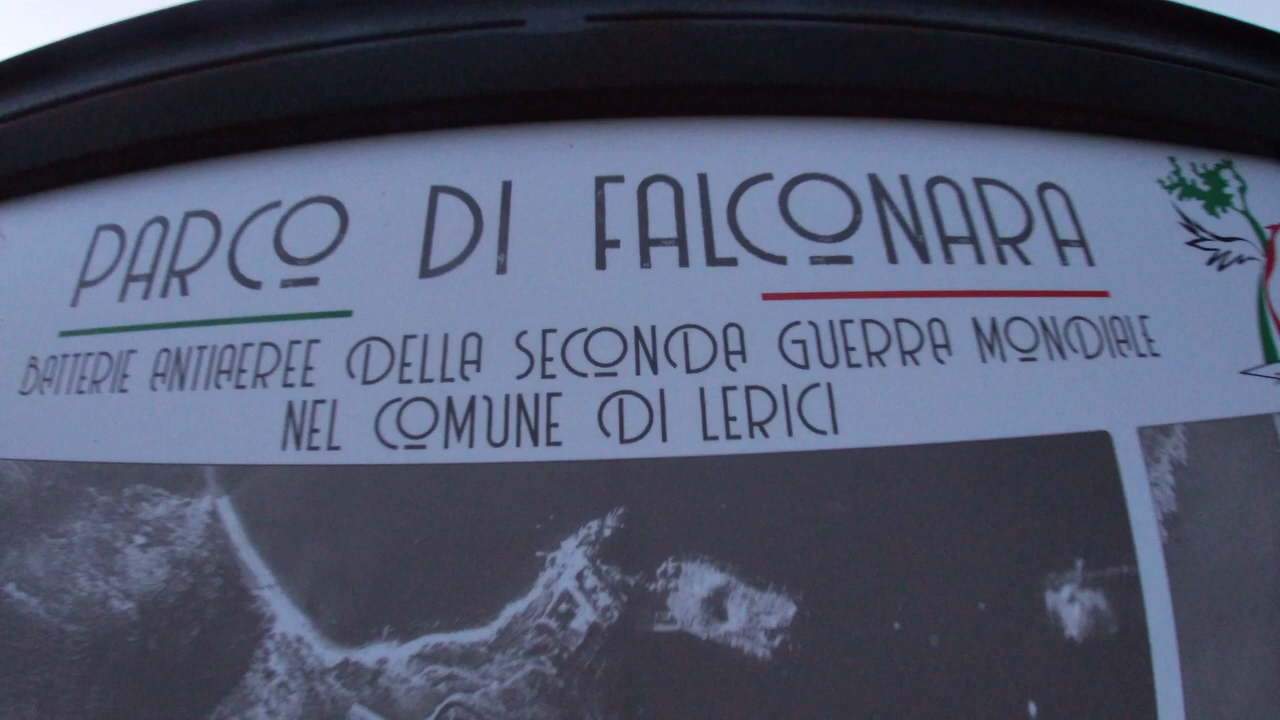 PARCO DI FALCONARA
BATTERIE ANTIAEREE DELLA SECONDA GUERRA MONDIALE
NEL COMUNE DI LERICI